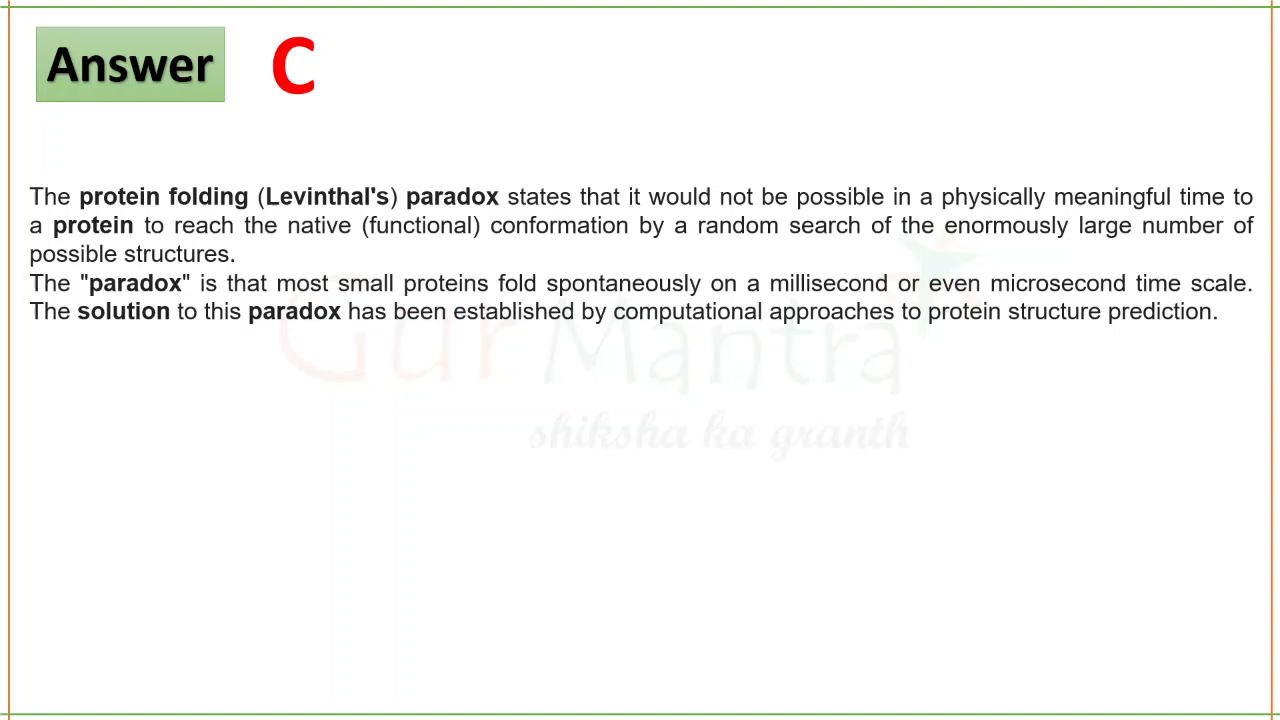 Answer C
The protein folding (Levinthal's) paradox states that it would not be possible in a physically meaningful time to
a protein to reach the native (functional) conformation by a random search of the enormously large number of
possible structures.
The "paradox" is that most small proteins fold spontaneously on a millisecond or even microsecond time scale.
The solution to this paradox has been established by computational approaches to protein structure prediction.
GurMantra
shiksha ka granth